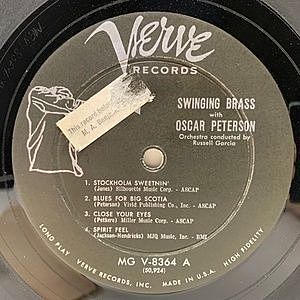 Verve
RECORDS
SWINGING BRASS
with
OSCAR PETERSON
Orchestra conducted by
Russell Garcia
This record
M. A.
1. STOCKHOLM SWEETNIN'
(Jones) Silhouette Music Corp. - ASCAP
2. BLUES FOR BIG SCOTIA
(Peterson) Vivid Publishing Co., Inc. - ASCAP
3. CLOSE YOUR EYES
(Petkere) Miller Music Corp. - ASCAP
4. SPIRIT FEEL
(Jackson-Hendricks) MJQ Music, Inc. - BMI
MG V-8364 A
(50,924)
LONG PLAY VERVE RECORDS, INC. MADE IN U.S.A. HIGH FIDELITY